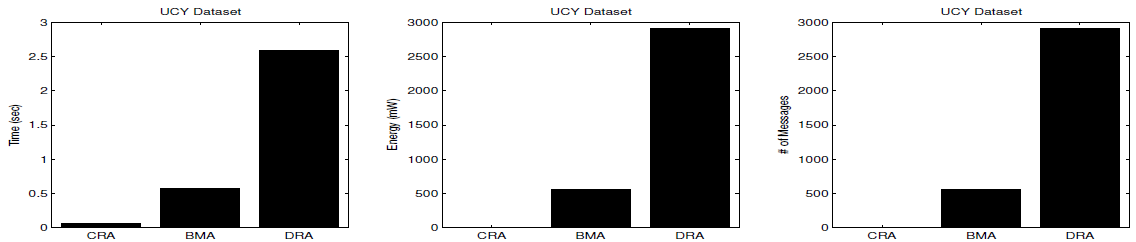 UCY Dataset
Time (sec)
3
2.5
2
1.5
1
0.5
0
CRA BMA DRA
UCY Dataset
Energy (mW)
3000
2500
2000
1500
1000
500
0
CRA BMA DRA
UCY Dataset
# of Messages
3000
2500
2000
1500
1000
500
0
CRA BMA DRA